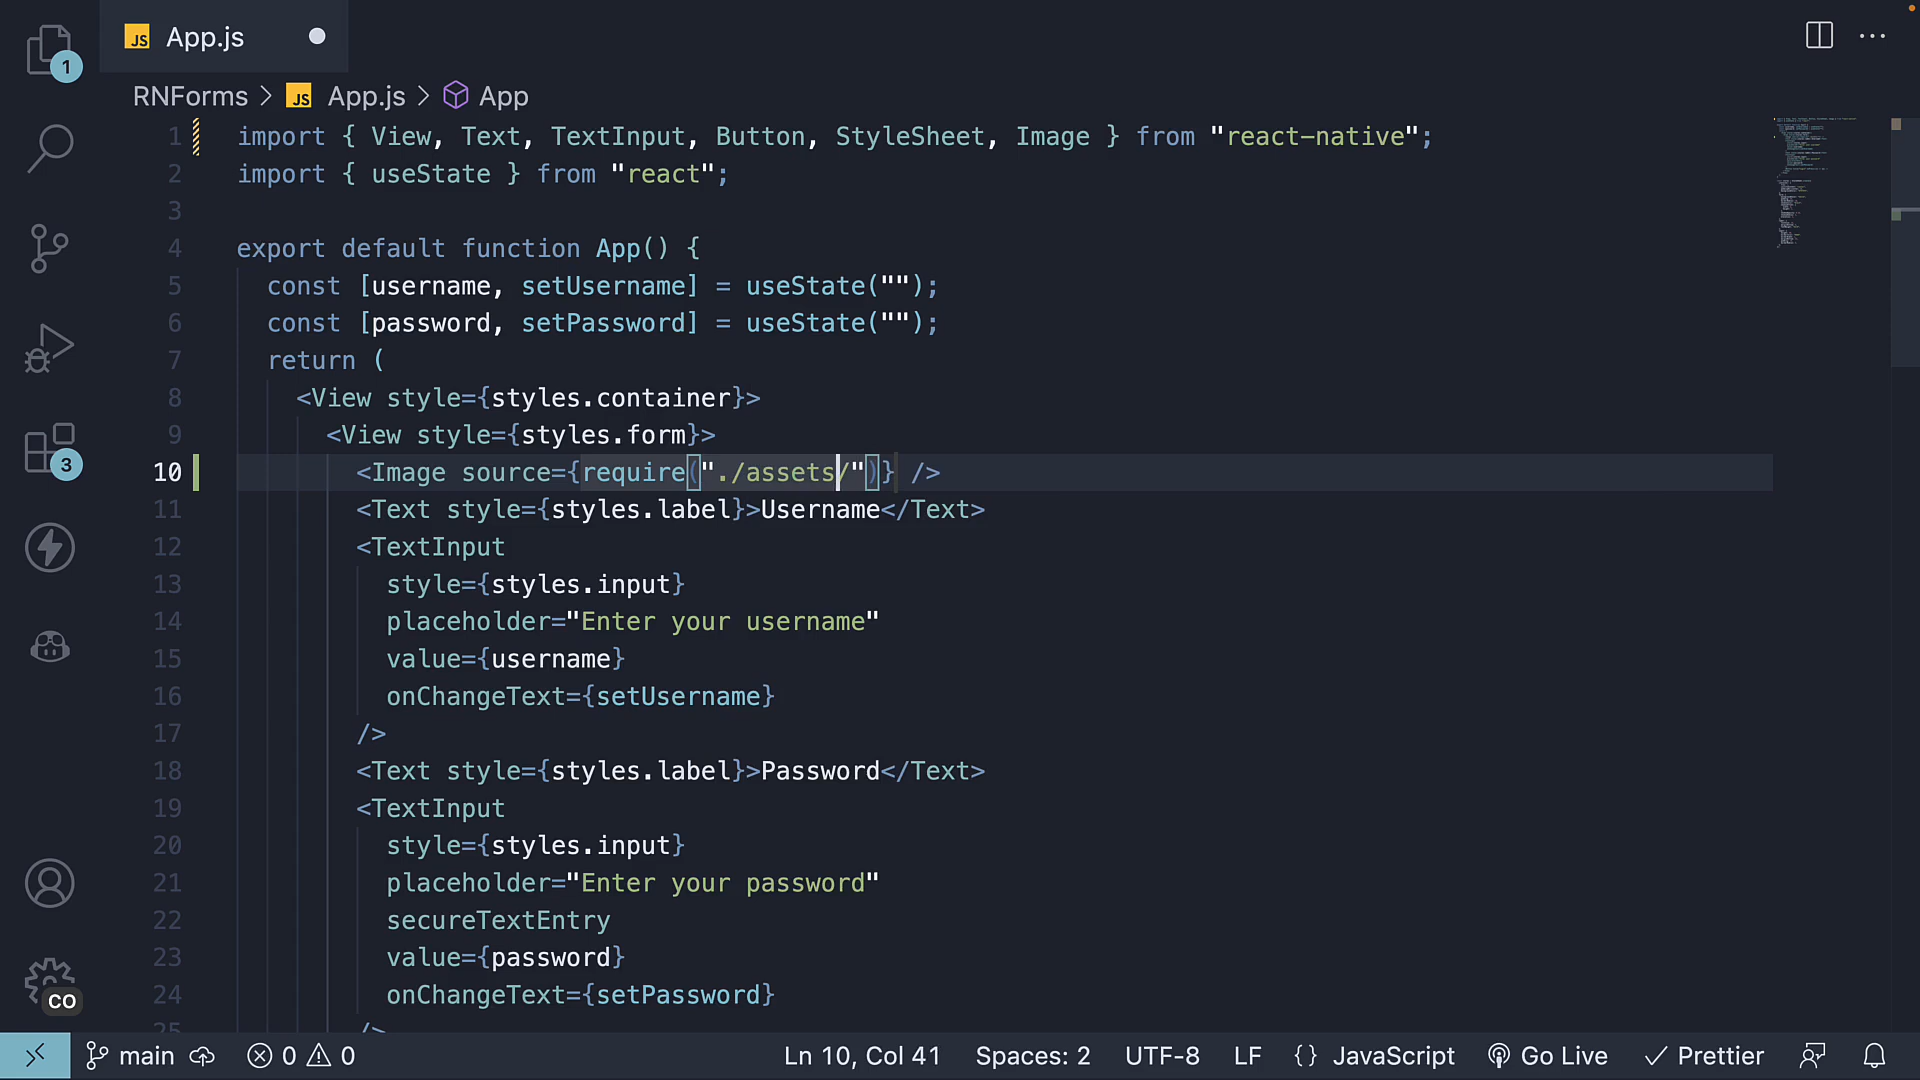 JS App.js
1
RNForms > JS App.js > App
1 import { View, Text, TextInput, Button, StyleSheet, Image } from "react-native";
2 import { useState } from "react";
3
4 export default function App() {
5 const [username, setUsername] = useState("");
6 const [password, setPassword] = useState("");
7 return (
8 <View style={styles.container}>
9 <View style={styles.form}>
10 <Image source={require("./assets/")} />
11 <Text style={styles.label}>Username</Text>
12 <TextInput
13 style={styles.input}
14 placeholder="Enter your username"
15 value={username}
16 onChangeText={setUsername}
17 />
18 <Text style={styles.label}>Password</Text>
19 <TextInput
20 style={styles.input}
21 placeholder="Enter your password"
22 secureTextEntry
23 value={password}
24 onChangeText={setPassword}
25 />
3
CO
main 0 0 Ln 10, Col 41 Spaces: 2 UTF-8 LF {} JavaScript Go Live Prettier